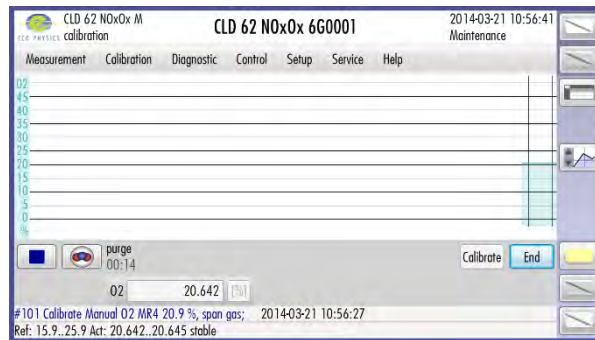 CLD 62 NOxOx M
calibration
CLD 62 NOxOx 6G0001
2014-03-21 10:56:41
Maintenance
ECO PHYSICS
Measurement Calibration Diagnostic Control Setup Service Help
O2
45
40
35
30
25
20
15
10
5
0
%
purge
00:14
Calibrate End
O2 20.642 [%]
#101 Calibrate Manual O2 MR4 20.9 %, span gas; 2014-03-21 10:56:27
Ref: 15.9..25.9 Act: 20.642..20.645 stable